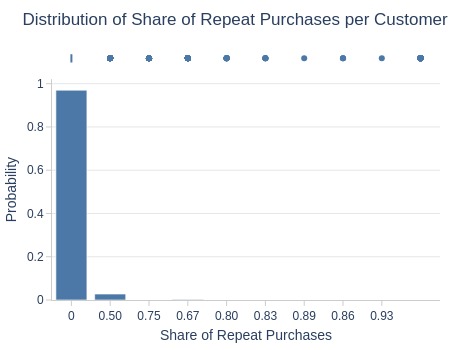 Distribution of Share of Repeat Purchases per Customer
1
0.8
0.6
0.4
0.2
0
Probability
0 0.50 0.75 0.67 0.80 0.83 0.89 0.86 0.93
Share of Repeat Purchases